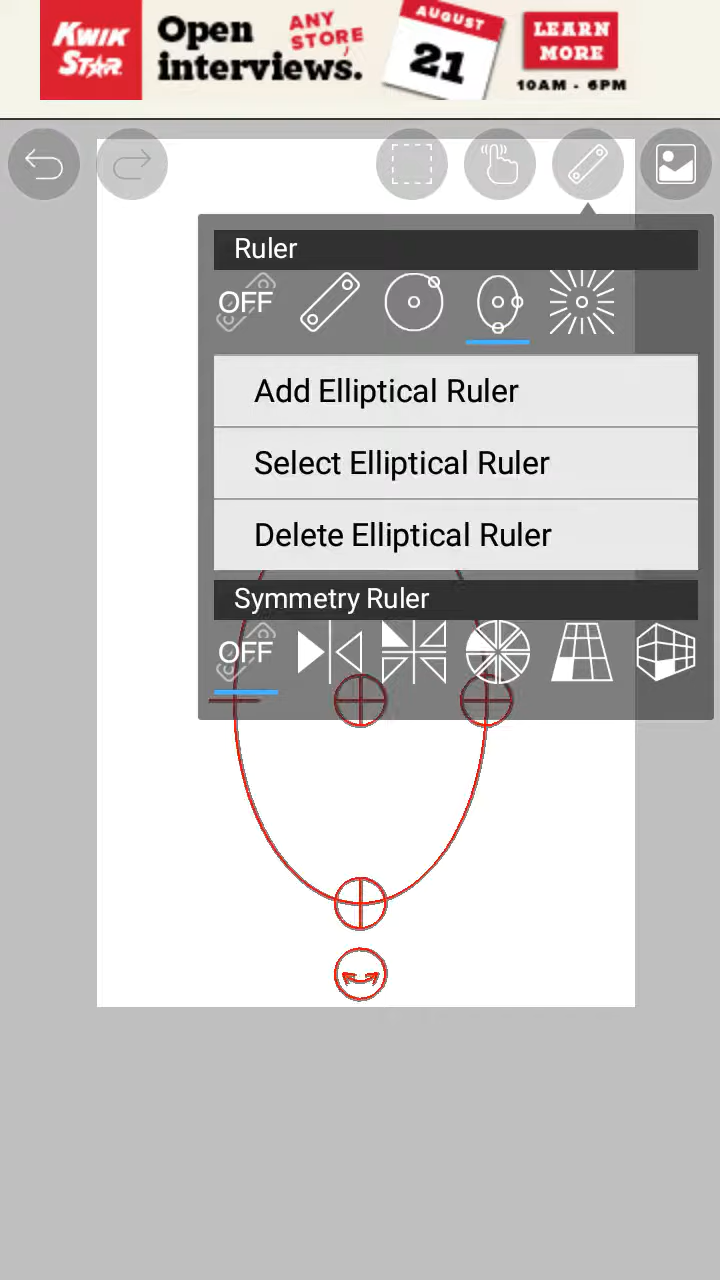 KWIK STAR
Open interviews.
ANY STORE!
AUGUST 21
LEARN MORE
10AM - 6PM
Ruler
OFF
Add Elliptical Ruler
Select Elliptical Ruler
Delete Elliptical Ruler
Symmetry Ruler
OFF